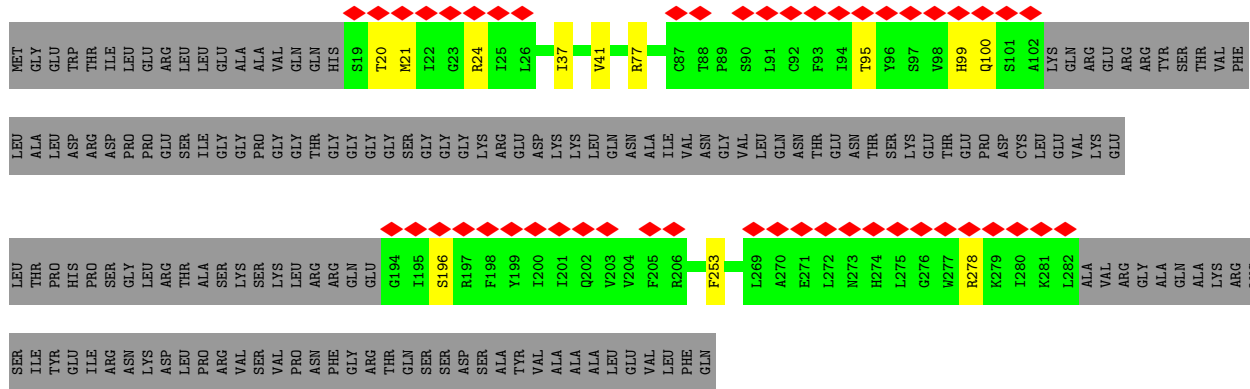 MET GLY GLU TRP THR ILE LEU GLU ARG LEU LEU GLU ALA ALA VAL GLN GLN HIS S19 T20 M21 I22 G23 R24 I25 L26 I37 V41 R77 C87 T88 P89 S90 L91 C92 F93 I94 T95 Y96 S97 V98 H99 Q100 S101 A102 LYS GLN ARG GLU ARG ARG TYR SER THR VAL PHE
LEU ALA LEU ASP ARG ASP PRO PRO GLU SER ILE GLY GLY PRO GLY GLY THR GLY GLY GLY GLY SER GLY GLY GLY LYS ARG GLU ASP LYS LYS LEU GLN ASN ALA ILE VAL ASN GLY VAL LEU GLN ASN THR GLU ASN THR SER LYS GLU THR GLU PRO ASP CYS LEU GLU VAL LYS GLU
LEU THR PRO HIS PRO SER GLY LEU ARG THR ALA SER LYS SER LYS LEU ARG ARG GLN GLU G194 I195 S196 R197 F198 Y199 I200 I201 Q202 V203 V204 F205 R206 F253 L269 A270 E271 L272 N273 H274 L275 G276 W277 R278 K279 I280 K281 L282 ALA VAL ARG GLY ALA GLN ALA LYS ARG
SER ILE TYR GLU ILE ARG ASN LYS ASP LEU PRO ARG VAL SER VAL PRO ASN PHE GLY ARG THR GLN SER SER ASP SER ALA TYR VAL ALA ALA ALA LEU GLU VAL LEU PHE GLN